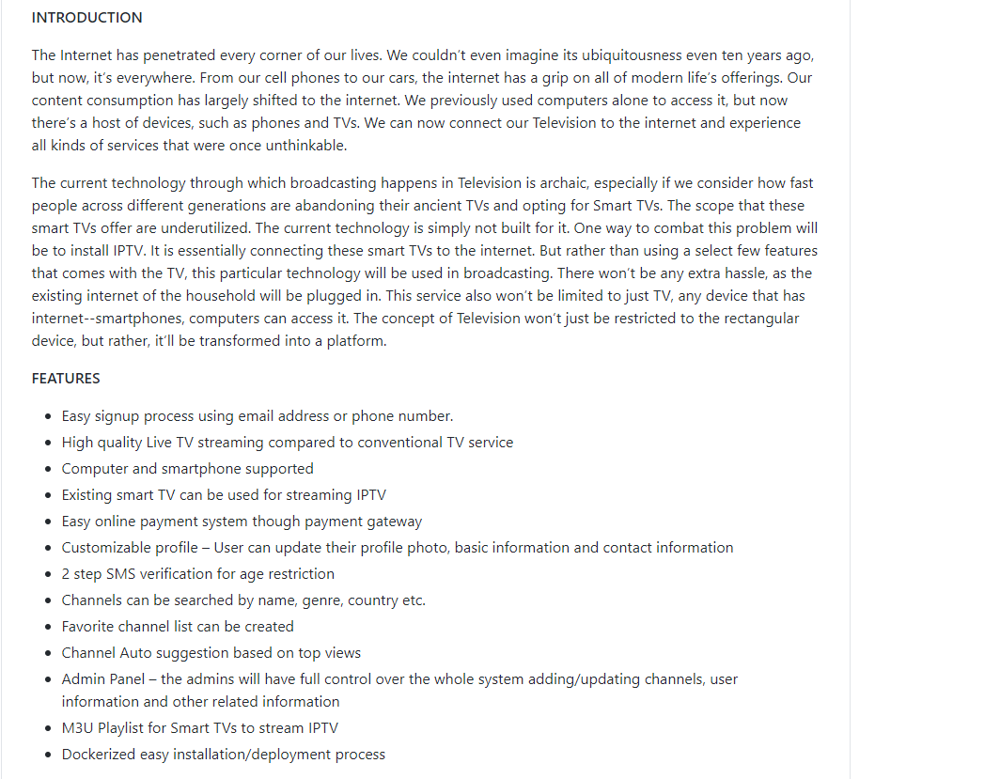 INTRODUCTION
The Internet has penetrated every corner of our lives. We couldn't even imagine its ubiquitousness even ten years ago,
but now, it's everywhere. From our cell phones to our cars, the internet has a grip on all of modern life's offerings. Our
content consumption has largely shifted to the internet. We previously used computers alone to access it, but now
there's a host of devices, such as phones and TVs. We can now connect our Television to the internet and experience
all kinds of services that were once unthinkable.
The current technology through which broadcasting happens in Television is archaic, especially if we consider how fast
people across different generations are abandoning their ancient TVs and opting for Smart TVs. The scope that these
smart TVs offer are underutilized. The current technology is simply not built for it. One way to combat this problem will
be to install IPTV. It is essentially connecting these smart TVs to the internet. But rather than using a select few features
that comes with the TV, this particular technology will be used in broadcasting. There won't be any extra hassle, as the
existing internet of the household will be plugged in. This service also won't be limited to just TV, any device that has
internet--smartphones, computers can access it. The concept of Television won't just be restricted to the rectangular
device, but rather, it'll be transformed into a platform.
FEATURES
• Easy signup process using email address or phone number.
• High quality Live TV streaming compared to conventional TV service
• Computer and smartphone supported
• Existing smart TV can be used for streaming IPTV
• Easy online payment system though payment gateway
• Customizable profile – User can update their profile photo, basic information and contact information
• 2 step SMS verification for age restriction
• Channels can be searched by name, genre, country etc.
• Favorite channel list can be created
• Channel Auto suggestion based on top views
• Admin Panel – the admins will have full control over the whole system adding/updating channels, user
information and other related information
• M3U Playlist for Smart TVs to stream IPTV
• Dockerized easy installation/deployment process